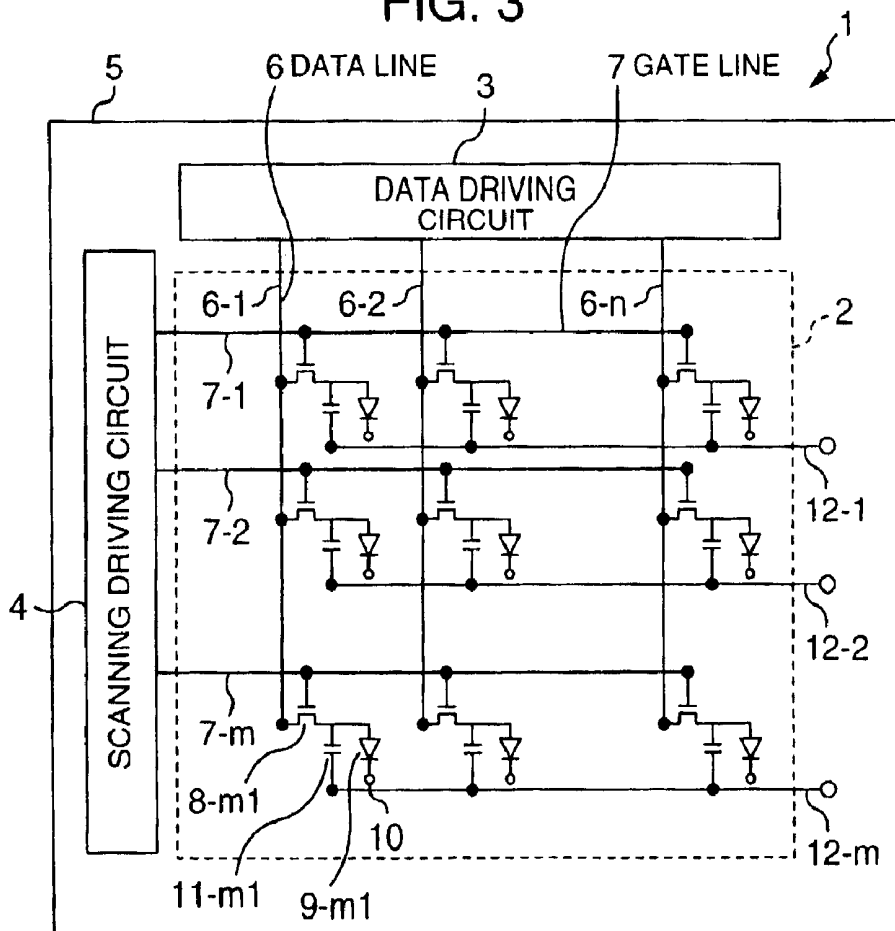 FIG. 3
1
5
6 DATA LINE
7 GATE LINE
3
DATA DRIVING
CIRCUIT
6-1
6-2
6-n
2
7-1
12-1
7-2
12-2
4
SCANNING DRIVING CIRCUIT
7-m
8-m1
10
12-m
11-m1
9-m1